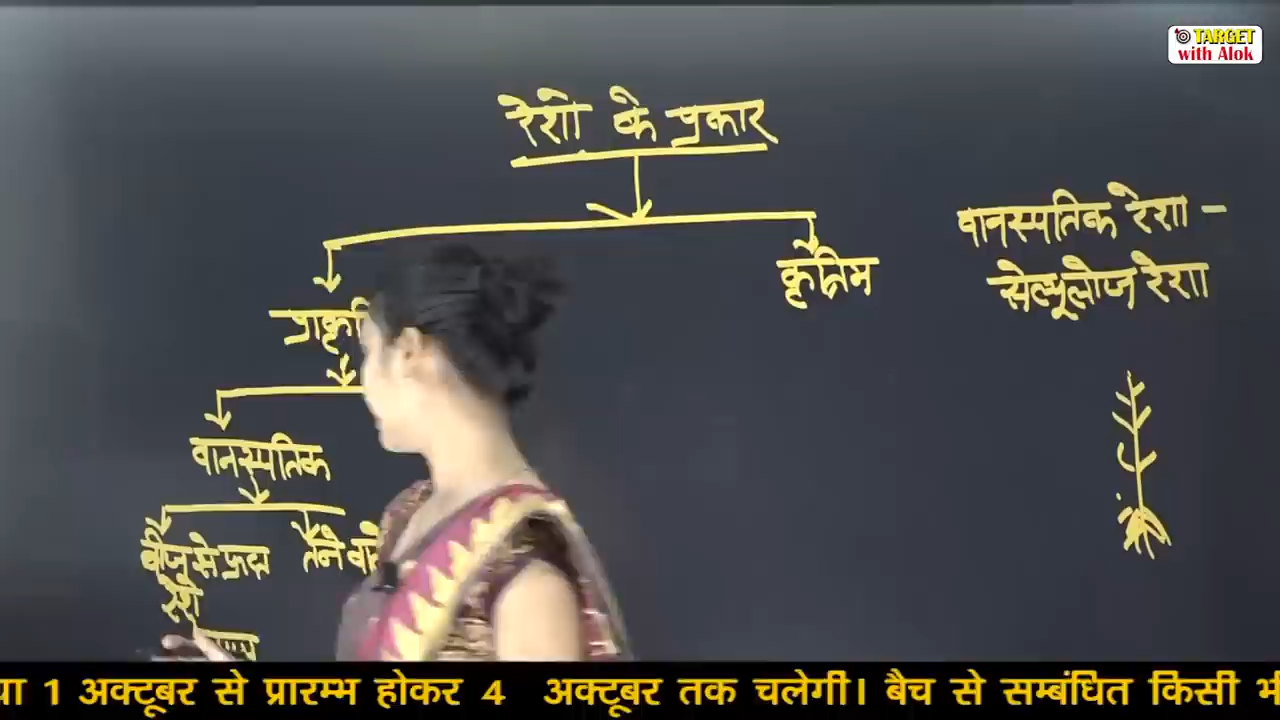 TARGET
with Alok
रेशो के प्रकार
कृत्रिम
वानस्पतिक रेशा -
सेल्यूलौज रेशा
वानस्पतिक
बीज से प्राप्त
तने
रेशे
1 अक्टूबर से प्रारम्भ होकर 4 अक्टूबर तक चलेगी। बैच से सम्बंधित किसी भी